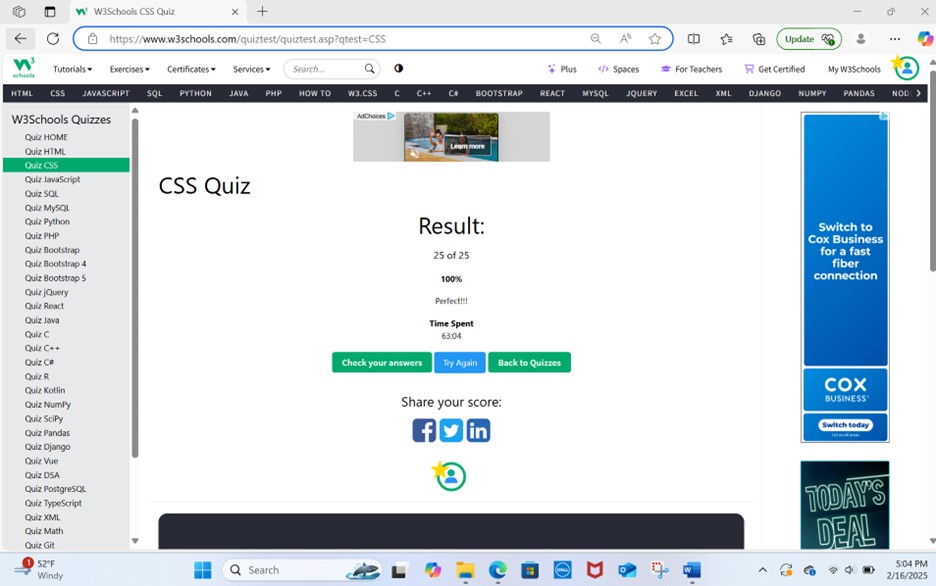 W3Schools CSS Quiz
https://www.w3schools.com/quiztest/quiztest.asp?qtest=CSS
Update
W3
schools
Tutorials
Exercises
Certificates
Services
Search...
Plus
Spaces
For Teachers
Get Certified
My W3Schools
HTML CSS JAVASCRIPT SQL PYTHON JAVA PHP HOW TO W3.CSS C C++ C# BOOTSTRAP REACT MYSQL JQUERY EXCEL XML DJANGO NUMPY PANDAS
W3Schools Quizzes
Quiz HOME
Quiz HTML
Quiz CSS
Quiz JavaScript
Quiz SQL
Quiz MySQL
Quiz Python
Quiz PHP
Quiz Bootstrap
Quiz Bootstrap 4
Quiz Bootstrap 5
Quiz jQuery
Quiz React
Quiz Java
Quiz C
Quiz C++
Quiz C#
Quiz R
Quiz Kotlin
Quiz NumPy
Quiz SciPy
Quiz Pandas
Quiz Django
Quiz Vue
Quiz DSA
Quiz PostgreSQL
Quiz TypeScript
Quiz XML
Quiz Math
Quiz Git
AdChoices
Learn more
CSS Quiz
Result:
25 of 25
100%
Perfect!!!
Time Spent
63:04
Check your answers
Try Again
Back to Quizzes
Share your score:
Switch to
Cox Business
for a fast
fiber
connection
COX
BUSINESS
Switch today
TODAY'S
DEAL
1
52°F
Windy
Search
DELL
5:04 PM
2/16/2025